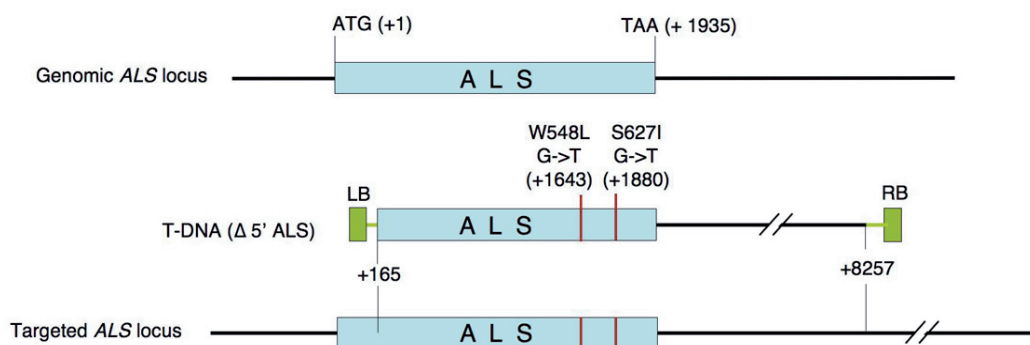 ATG (+1)
TAA (+ 1935)
Genomic ALS locus
A L S
W548L
G->T
(+1643)
S627I
G->T
(+1880)
LB
RB
T-DNA (Δ 5' ALS)
A L S
+165
+8257
Targeted ALS locus
A L S